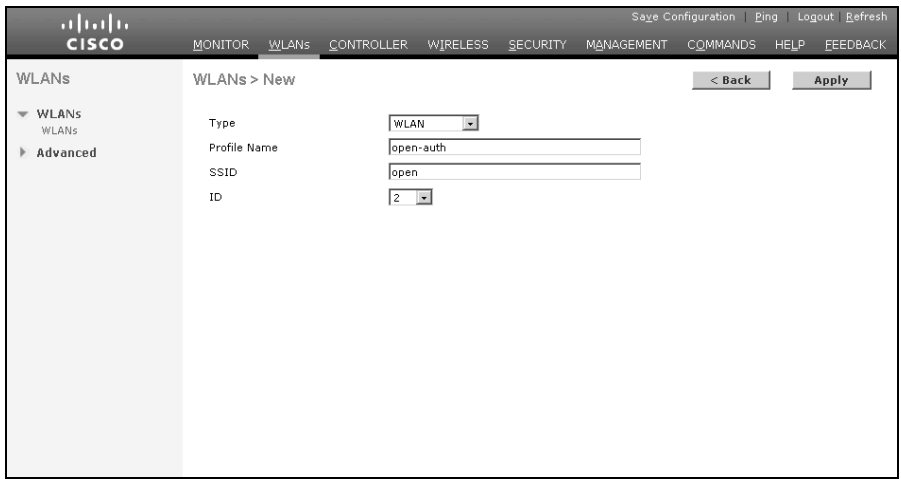 Save Configuration | Ping | Logout | Refresh
CISCO
MONITOR WLANs CONTROLLER WIRELESS SECURITY MANAGEMENT COMMANDS HELP FEEDBACK
WLANs
WLANs > New
< Back
Apply
WLANs
WLANs
Advanced
Type WLAN
Profile Name open-auth
SSID open
ID 2